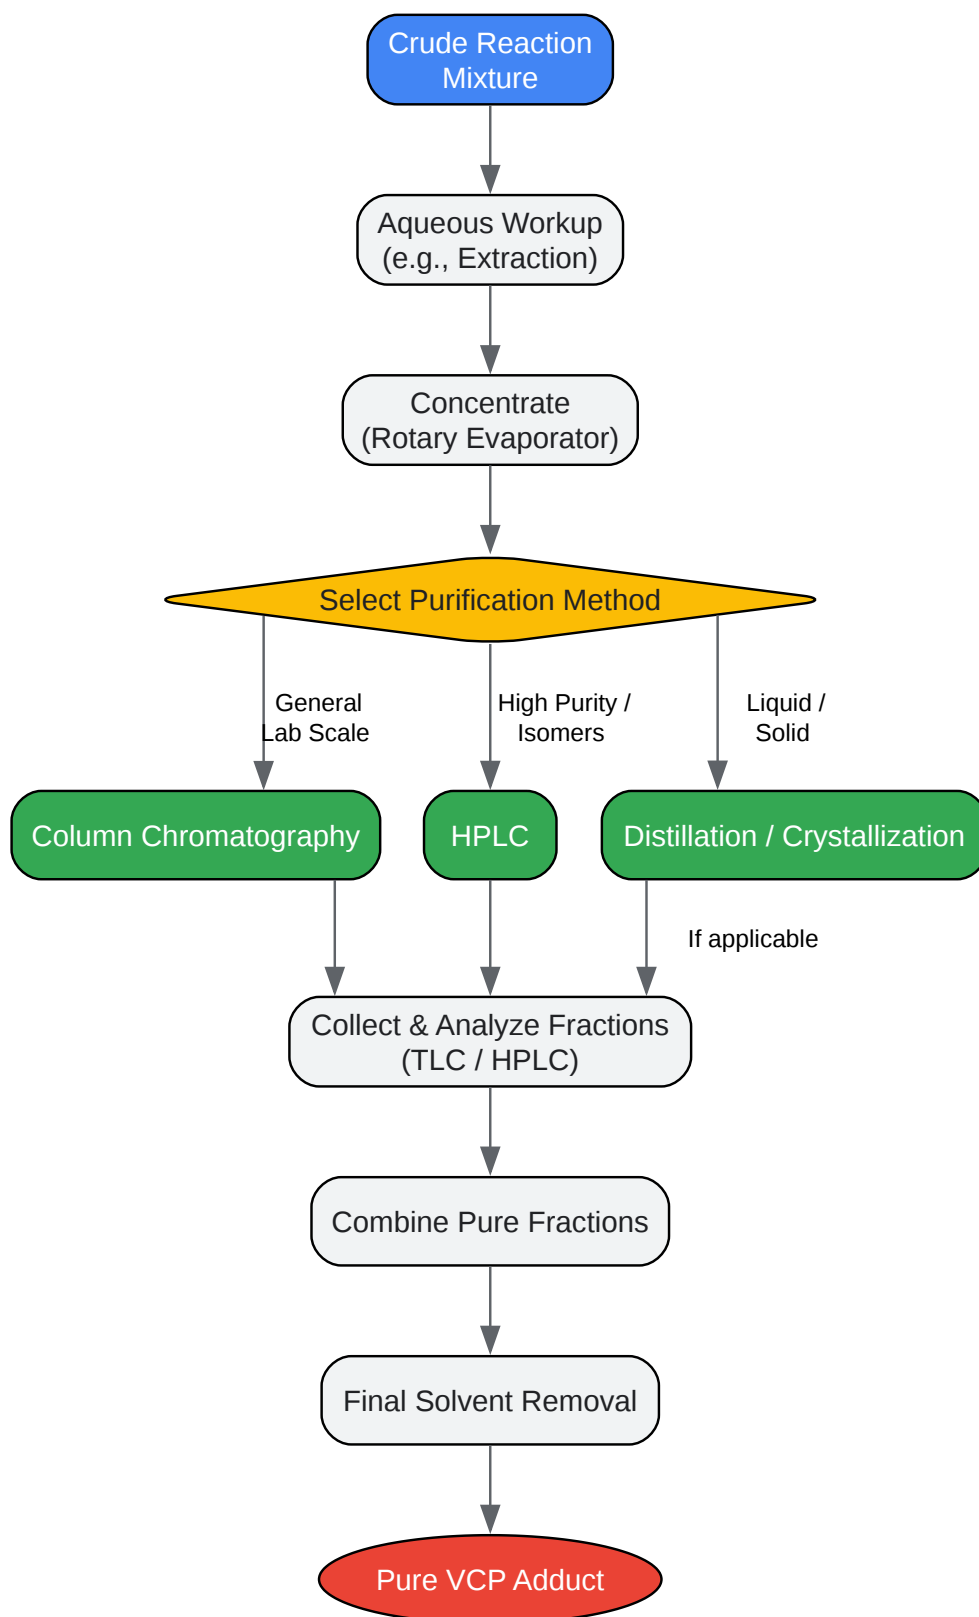 Crude Reaction
Mixture
Aqueous Workup
(e.g., Extraction)
Concentrate
(Rotary Evaporator)
Select Purification Method
General
Lab Scale
High Purity /
Isomers
Liquid /
Solid
Column Chromatography
HPLC
Distillation / Crystallization
If applicable
Collect & Analyze Fractions
(TLC / HPLC)
Combine Pure Fractions
Final Solvent Removal
Pure VCP Adduct